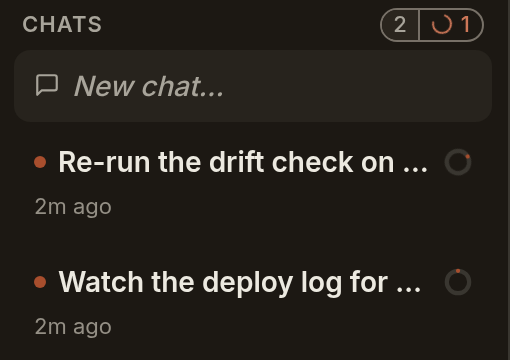 CHATS
2 1
New chat...
Re-run the drift check on ...
2m ago
Watch the deploy log for ...
2m ago